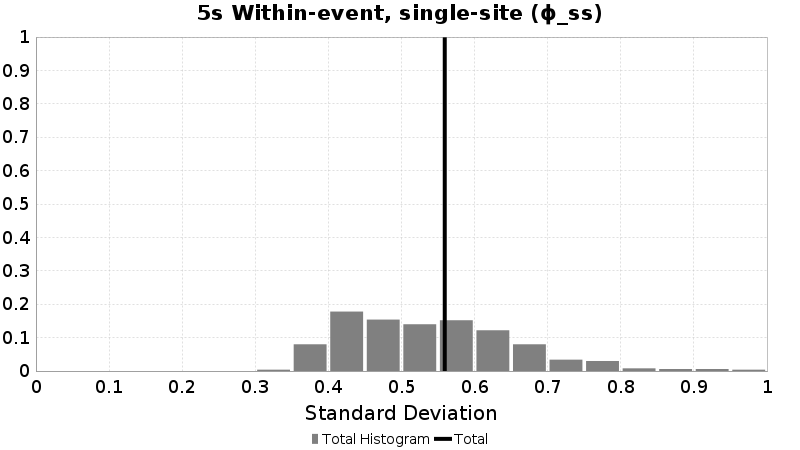 5s Within-event, single-site (ϕ_ss)
1
0.9
0.8
0.7
0.6
0.5
0.4
0.3
0.2
0.1
0
0 0.1 0.2 0.3 0.4 0.5 0.6 0.7 0.8 0.9 1
Standard Deviation
Total Histogram Total